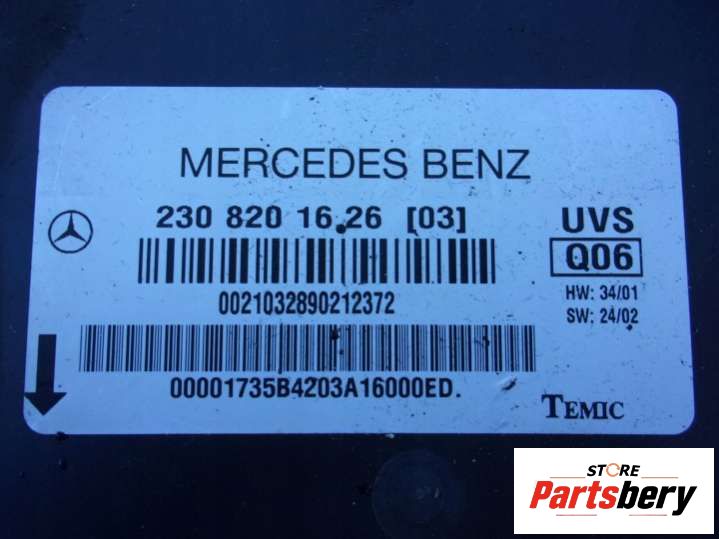 MERCEDES BENZ
230 820 16.26 [03]
UVS
Q06
0021032890212372
HW: 34/01
SW: 24/02
00001735B4203A16000ED.
TEMIC
STORE
Partsbery